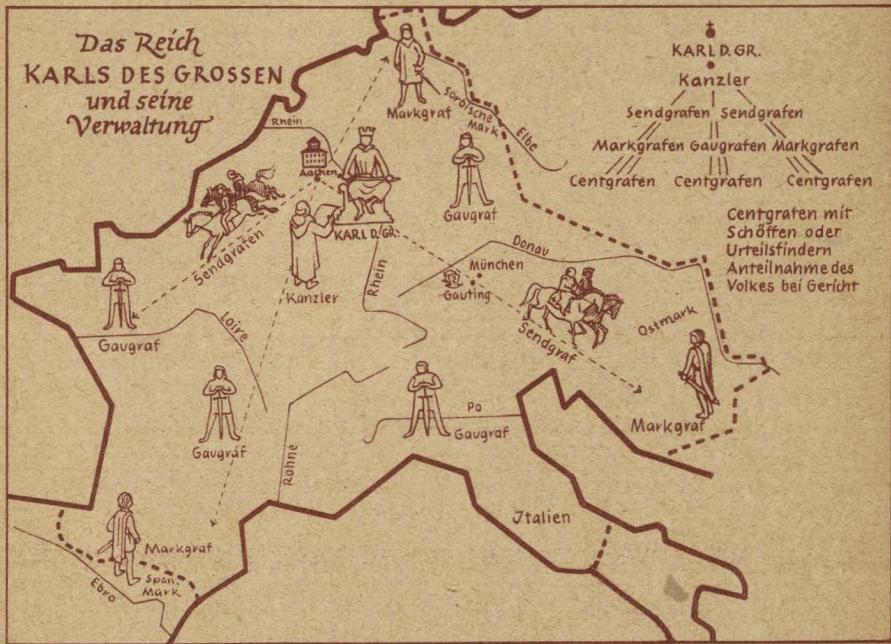 Das Reich
KARLS DES GROSSEN
und seine
Verwaltung
KARL D. GR.
Kanzler
Sendgrafen Sendgrafen
Markgrafen Gaugrafen Markgrafen
Centgrafen Centgrafen Centgrafen
Centgrafen mit
Schöffen oder
Urteilsfindern
Anteilnahme des
Volkes bei Gericht
Markgraf
Sorbische
Mark
Elbe
Rhein
Aachen
Gaugraf
KARL D. GR.
Sendgrafen
Kanzler
Rhein
Donau
München
Gauting
Sendgraf
Ostmark
Markgraf
Gaugraf
Loire
Gaugraf
Po
Gaugraf
Rohne
Italien
Markgraf
Span.
Mark
Ebro